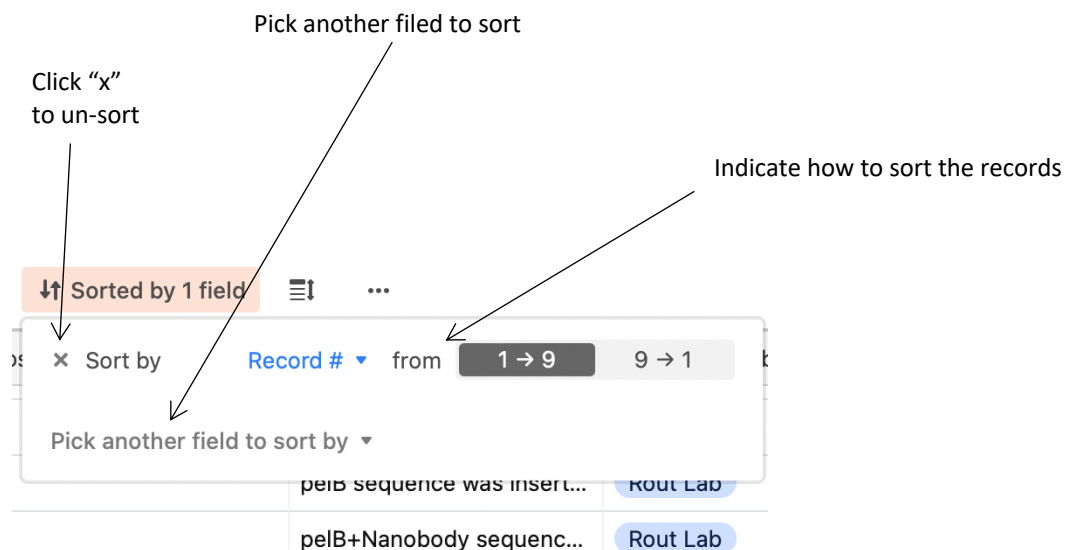 Pick another filed to sort
Click “x”
to un-sort
Indicate how to sort the records
Sorted by 1 field
× Sort by Record # from 1 → 9 9 → 1
Pick another field to sort by
pelB sequence was insert... Rout Lab
pelB+Nanobody sequenc... Rout Lab